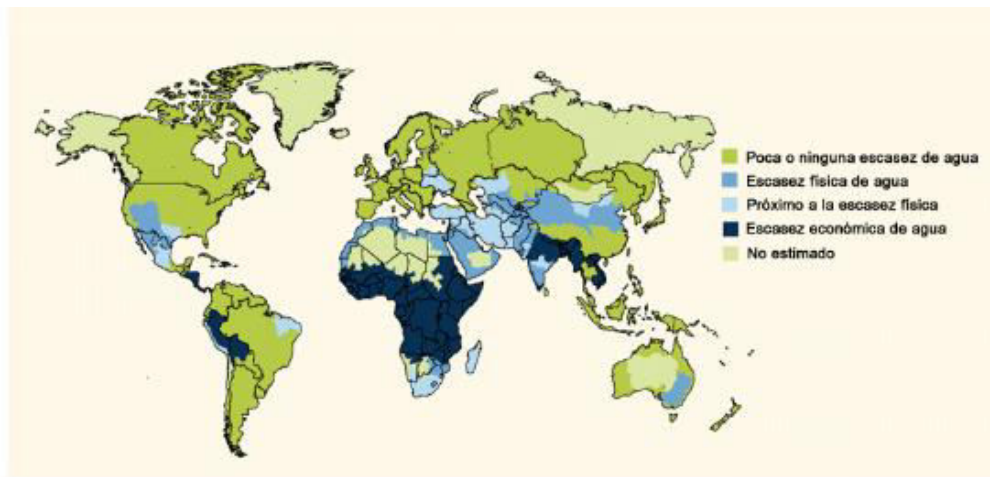 Poca o ninguna escasez de agua
Escasez física de agua
Próximo a la escasez física
Escasez económica de agua
No estimado